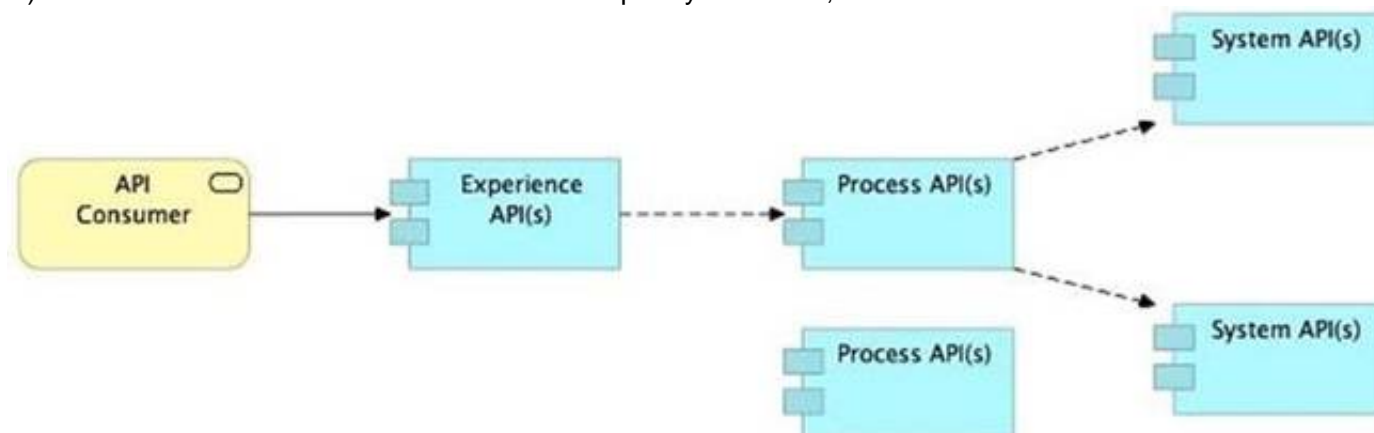 System API(s)
API
Consumer
Experience
API(s)
Process API(s)
System API(s)
Process API(s)